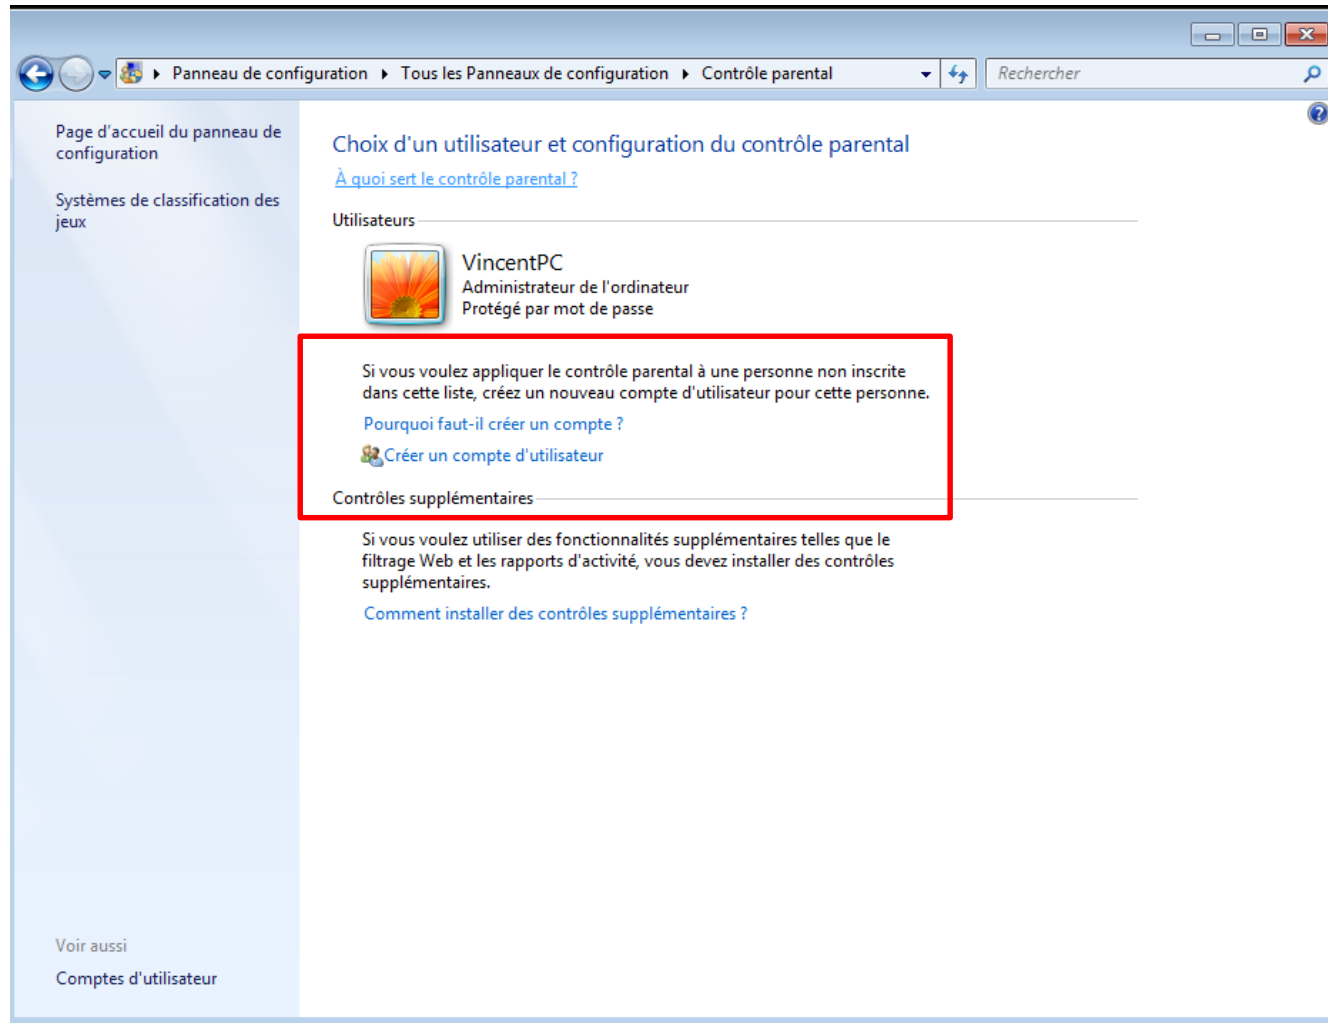 Panneau de configuration ▸ Tous les Panneaux de configuration ▸ Contrôle parental
Rechercher
Page d'accueil du panneau de
configuration
Systèmes de classification des
jeux
Choix d'un utilisateur et configuration du contrôle parental
À quoi sert le contrôle parental ?
Utilisateurs
VincentPC
Administrateur de l'ordinateur
Protégé par mot de passe
Si vous voulez appliquer le contrôle parental à une personne non inscrite
dans cette liste, créez un nouveau compte d'utilisateur pour cette personne.
Pourquoi faut-il créer un compte ?
Créer un compte d'utilisateur
Contrôles supplémentaires
Si vous voulez utiliser des fonctionnalités supplémentaires telles que le
filtrage Web et les rapports d'activité, vous devez installer des contrôles
supplémentaires.
Comment installer des contrôles supplémentaires ?
Voir aussi
Comptes d'utilisateur